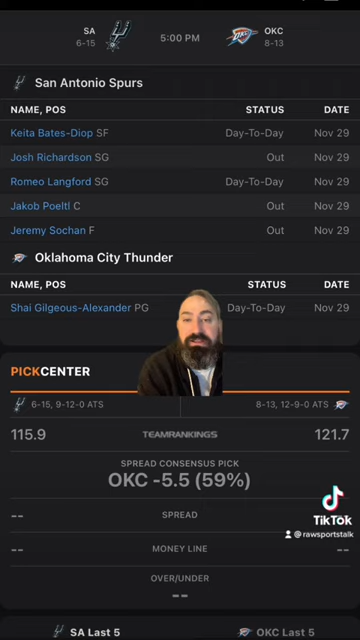 SA
6-15
5:00 PM
OKC
8-13
San Antonio Spurs
NAME, POS STATUS DATE
Keita Bates-Diop SF Day-To-Day Nov 29
Josh Richardson SG Out Nov 29
Romeo Langford SG Day-To-Day Nov 29
Jakob Poeltl C Out Nov 29
Jeremy Sochan F Out Nov 29
Oklahoma City Thunder
NAME, POS STATUS DATE
Shai Gilgeous-Alexander PG Day-To-Day Nov 29
PICKCENTER
6-15, 9-12-0 ATS 8-13, 12-9-0 ATS
115.9 TEAMRANKINGS 121.7
SPREAD CONSENSUS PICK
OKC -5.5 (59%)
-- SPREAD
-- MONEY LINE --
OVER/UNDER
--
TikTok
@rawsportstalk
SA Last 5 OKC Last 5